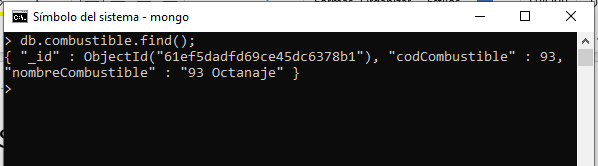 Símbolo del sistema - mongo
> db.combustible.find();
{ "_id" : ObjectId("61ef5dadfd69ce45dc6378b1"), "codCombustible" : 93,
"nombreCombustible" : "93 Octanaje" }
>